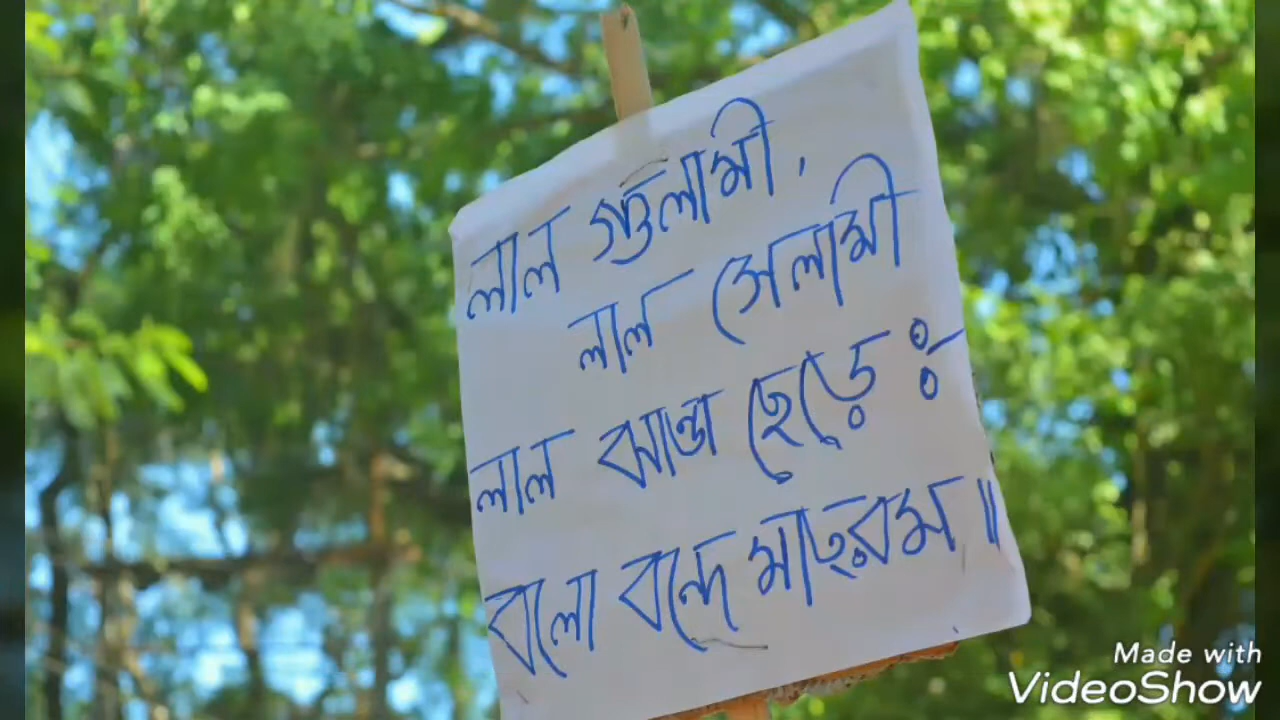 লাল গুলামী,
লাল সেলামী
লাল ঝান্ডা ছেড়ে ঃ
বলো বন্দে মাতরম ॥
Made with
VideoShow